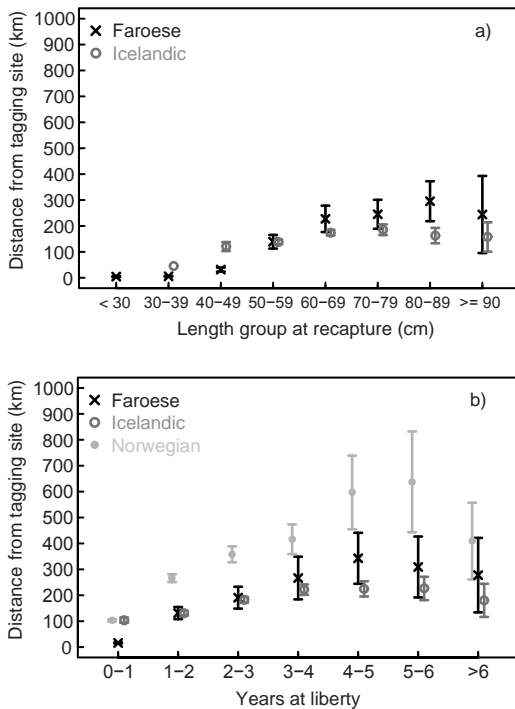 a)
Faroese
Icelandic
1000
900
800
700
600
500
400
300
200
100
0
Distance from tagging site (km)
< 30 30−39 40−49 50−59 60−69 70−79 80−89 >= 90
Length group at recapture (cm)
b)
Faroese
Icelandic
Norwegian
1000
900
800
700
600
500
400
300
200
100
0
Distance from tagging site (km)
0−1 1−2 2−3 3−4 4−5 5−6 >6
Years at liberty